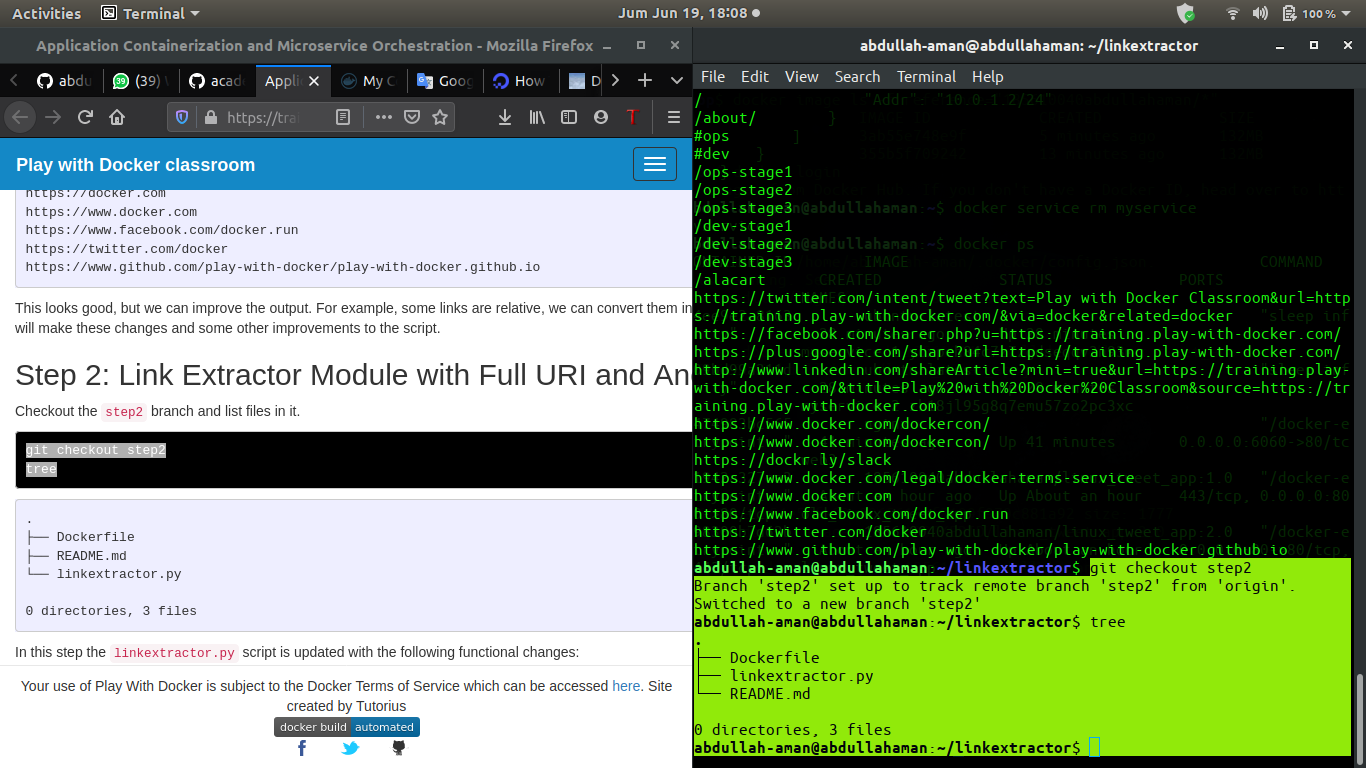 Activities Terminal Jum Jun 19, 18:08 100 %
Application Containerization and Microservice Orchestration - Mozilla Firefox
abdu (39) acad Applic My C Goo How D
https://trai
Play with Docker classroom
https://docker.com
https://www.docker.com
https://www.facebook.com/docker.run
https://twitter.com/docker
https://www.github.com/play-with-docker/play-with-docker.github.io
This looks good, but we can improve the output. For example, some links are relative, we can convert them in
will make these changes and some other improvements to the script.
Step 2: Link Extractor Module with Full URI and An
Checkout the step2 branch and list files in it.
git checkout step2
tree
.
├── Dockerfile
├── README.md
└── linkextractor.py
0 directories, 3 files
In this step the linkextractor.py script is updated with the following functional changes:
Your use of Play With Docker is subject to the Docker Terms of Service which can be accessed here. Site
created by Tutorius
docker build automated
abdullah-aman@abdullahaman: ~/linkextractor
File Edit View Search Terminal Help
/
/about/
#ops
#dev
/ops-stage1
/ops-stage2
/ops-stage3
/dev-stage1
/dev-stage2
/dev-stage3
/alacart
https://twitter.com/intent/tweet?text=Play with Docker Classroom&url=http
s://training.play-with-docker.com/&via=docker&related=docker
https://facebook.com/sharer.php?u=https://training.play-with-docker.com/
https://plus.google.com/share?url=https://training.play-with-docker.com/
http://www.linkedin.com/shareArticle?mini=true&url=https://training.play-
with-docker.com/&title=Play%20with%20Docker%20Classroom&source=https://tr
aining.play-with-docker.com
https://www.docker.com/dockercon/
https://www.docker.com/dockercon/
https://dockr.ly/slack
https://www.docker.com/legal/docker-terms-service
https://www.docker.com
https://www.facebook.com/docker.run
https://twitter.com/docker
https://www.github.com/play-with-docker/play-with-docker.github.io
abdullah-aman@abdullahaman:~/linkextractor$ git checkout step2
Branch 'step2' set up to track remote branch 'step2' from 'origin'.
Switched to a new branch 'step2'
abdullah-aman@abdullahaman:~/linkextractor$ tree
.
├── Dockerfile
├── linkextractor.py
└── README.md
0 directories, 3 files
abdullah-aman@abdullahaman:~/linkextractor$